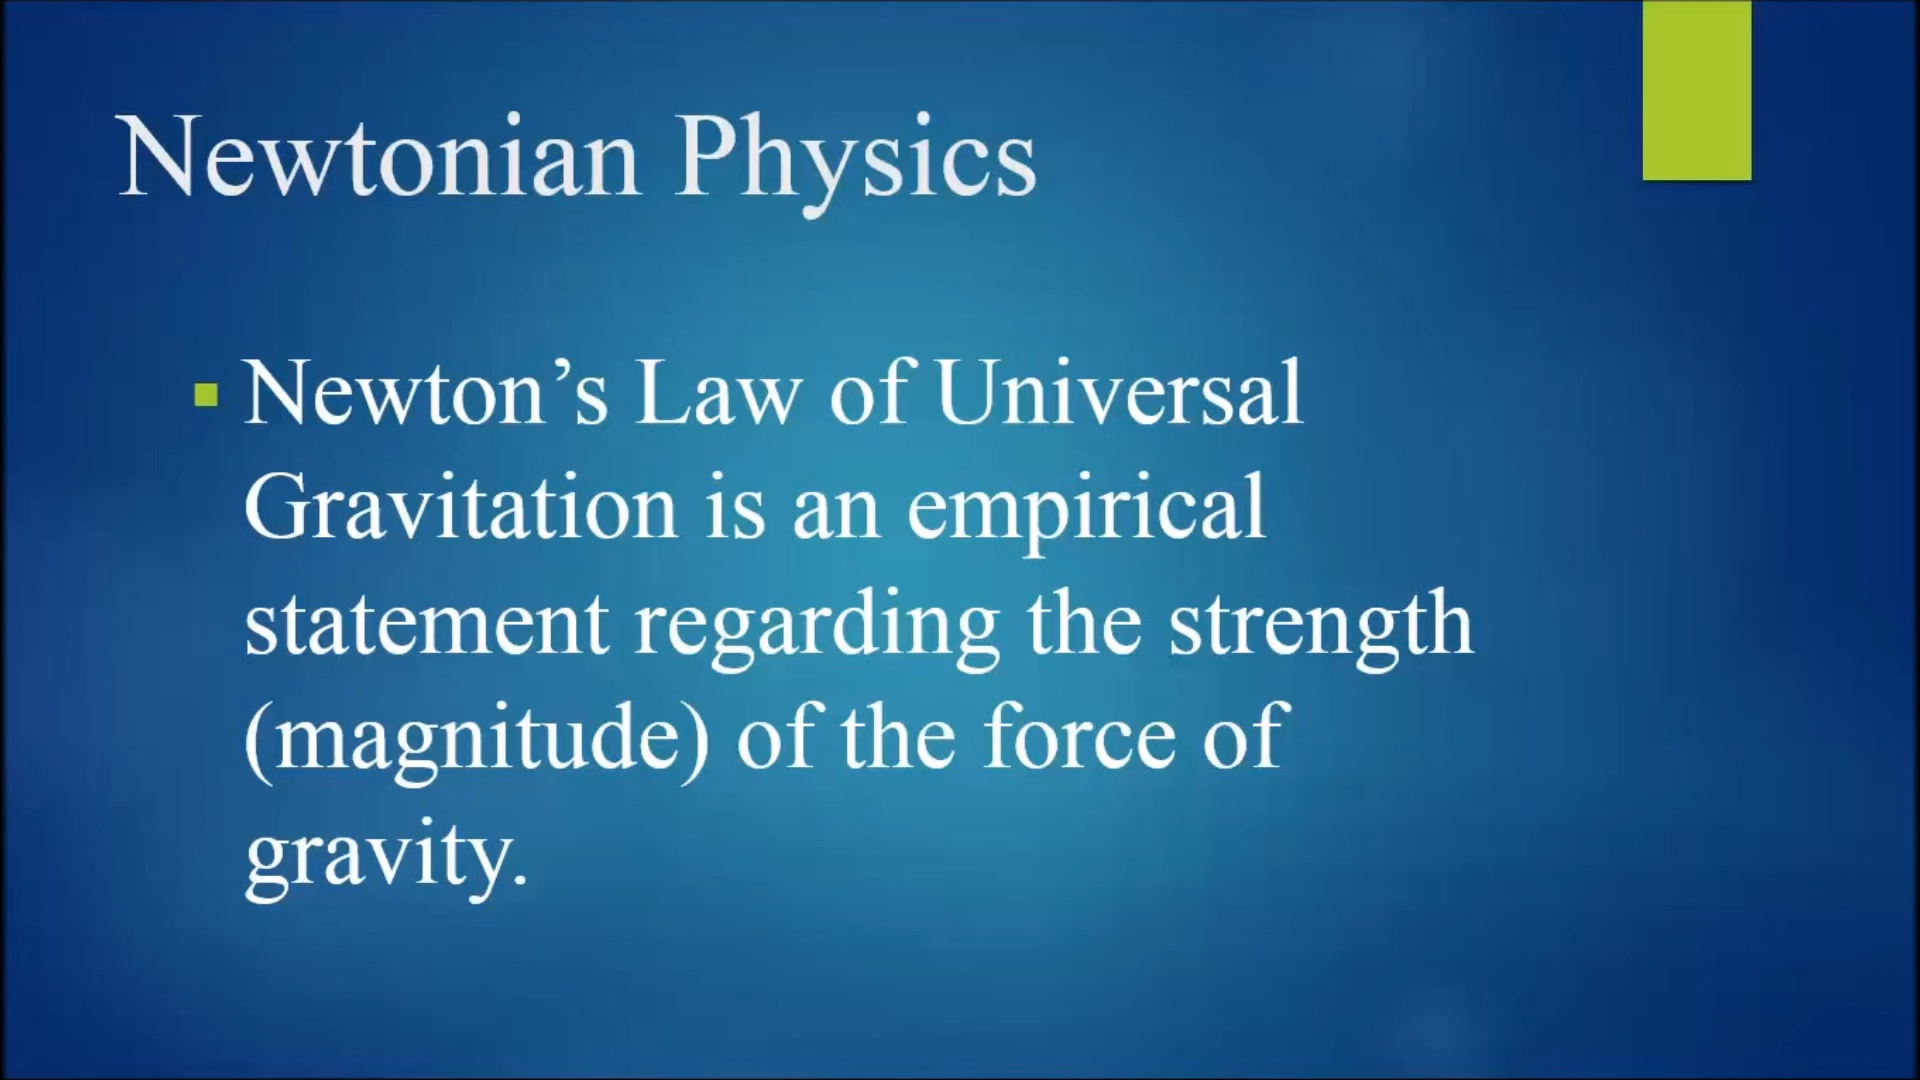 Newtonian Physics
Newton’s Law of Universal
Gravitation is an empirical
statement regarding the strength
(magnitude) of the force of
gravity.